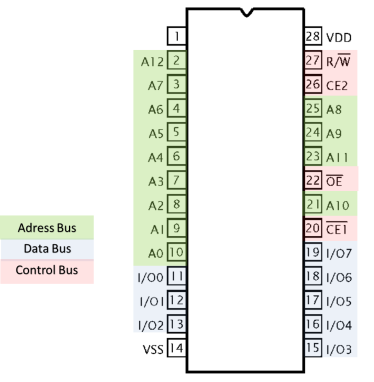 1 28 VDD
A12 2 27 R/W̅
A7 3 26 CE2
A6 4 25 A8
A5 5 24 A9
A4 6 23 A11
A3 7 22 O̅E̅
A2 8 21 A10
A1 9 20 C̅E̅1̅
A0 10 19 I/O7
I/O0 11 18 I/O6
I/O1 12 17 I/O5
I/O2 13 16 I/O4
VSS 14 15 I/O3
Adress Bus
Data Bus
Control Bus